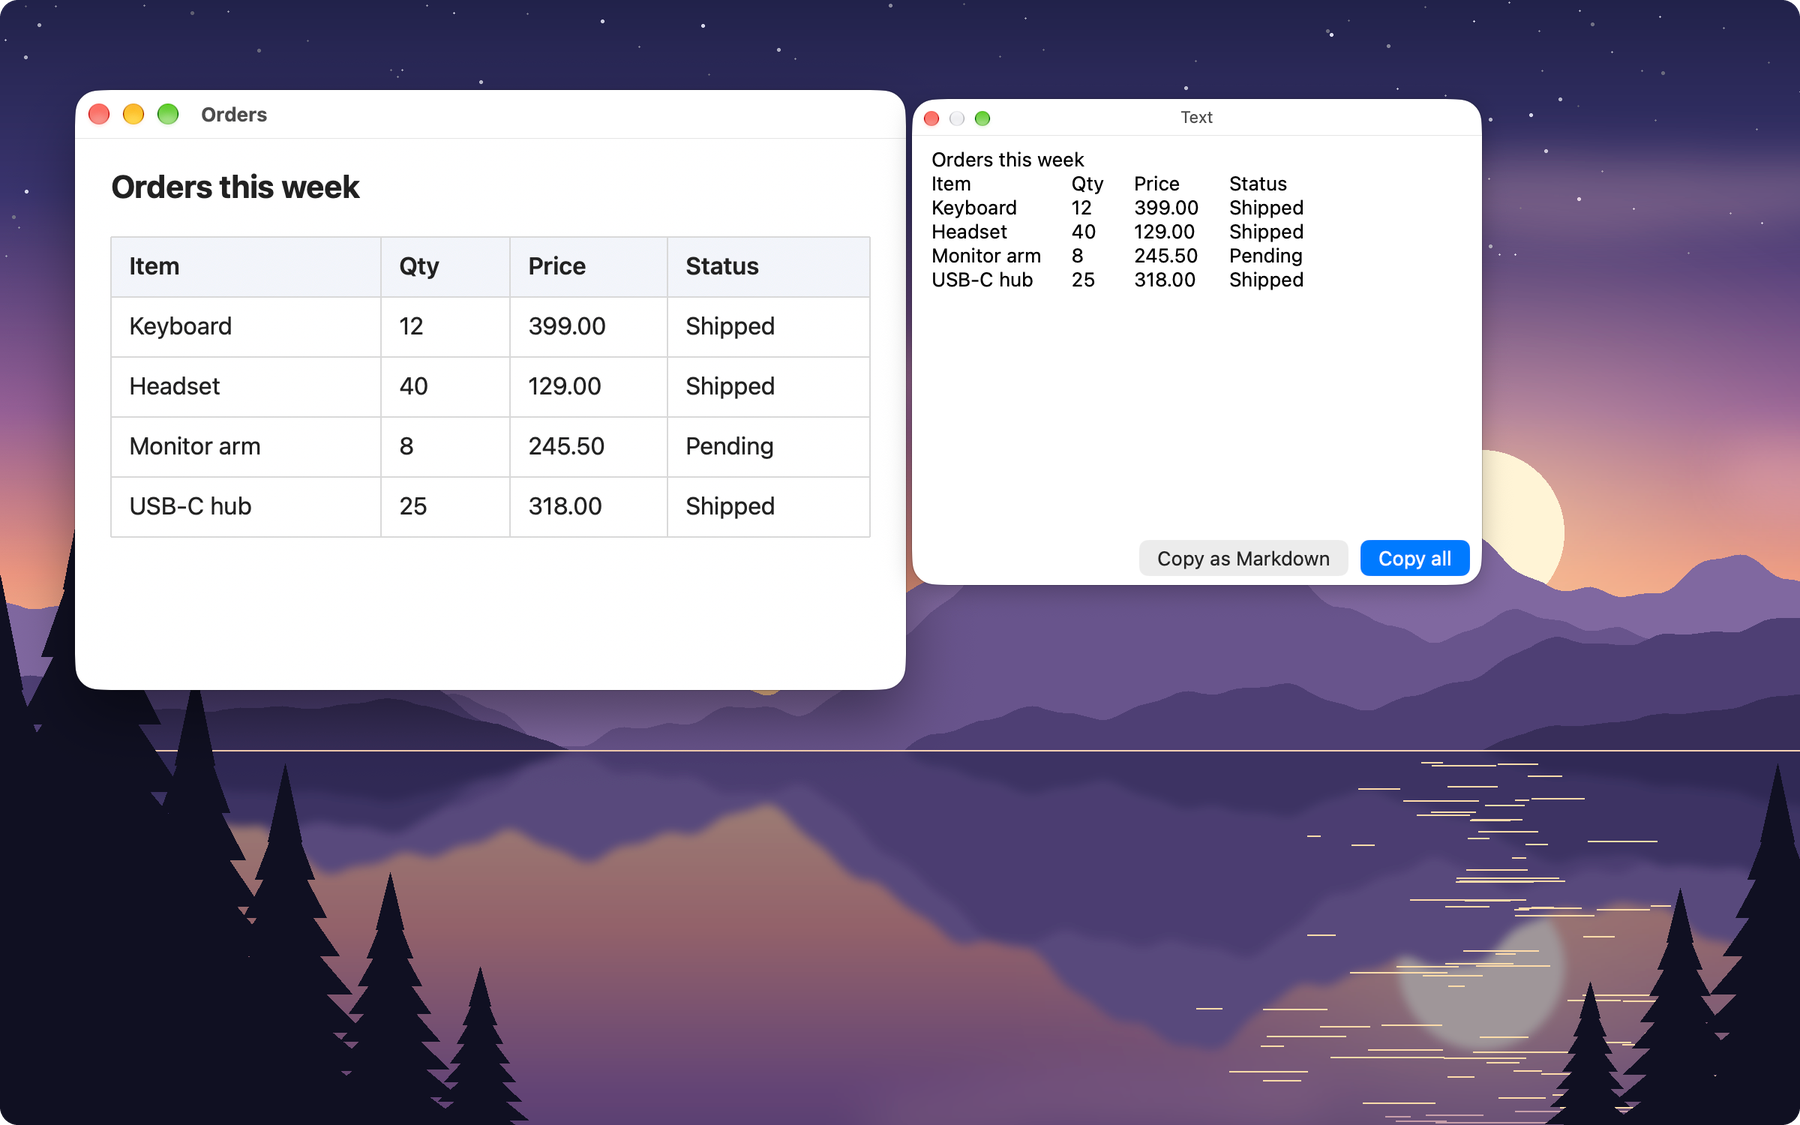 Orders
Orders this week
Item Qty Price Status
Keyboard 12 399.00 Shipped
Headset 40 129.00 Shipped
Monitor arm 8 245.50 Pending
USB-C hub 25 318.00 Shipped
Text
Orders this week
Item Qty Price Status
Keyboard 12 399.00 Shipped
Headset 40 129.00 Shipped
Monitor arm 8 245.50 Pending
USB-C hub 25 318.00 Shipped
Copy as Markdown Copy all